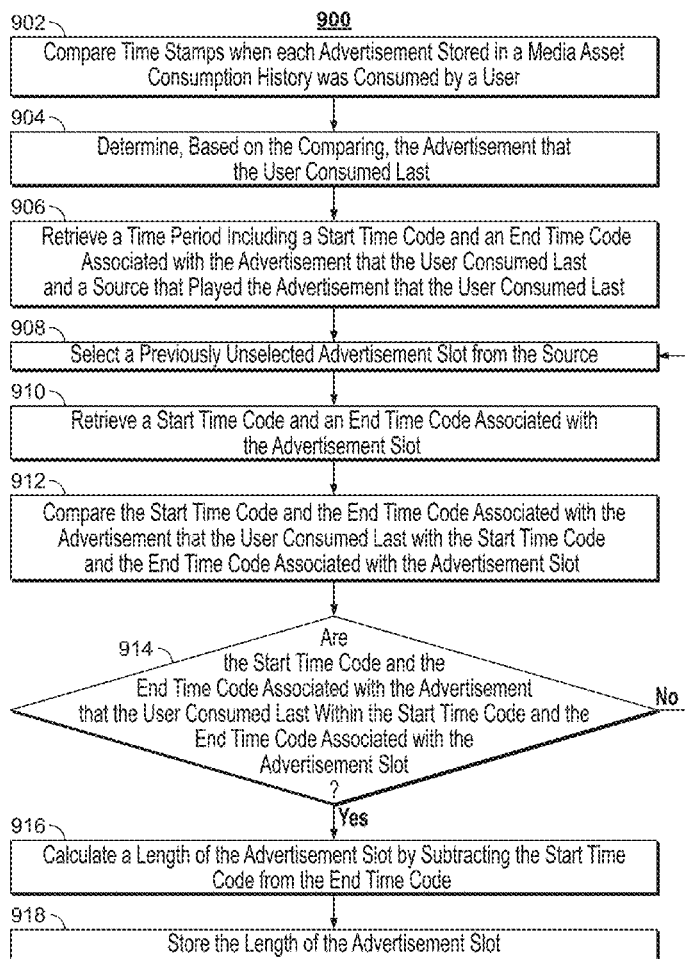 900
902
Compare Time Stamps when each Advertisement Stored in a Media Asset
Consumption History was Consumed by a User
904
Determine, Based on the Comparing, the Advertisement that
the User Consumed Last
906
Retrieve a Time Period Including a Start Time Code and an End Time Code
Associated with the Advertisement that the User Consumed Last
and a Source that Played the Advertisement that the User Consumed Last
908
Select a Previously Unselected Advertisement Slot from the Source
910
Retrieve a Start Time Code and an End Time Code Associated with
the Advertisement Slot
912
Compare the Start Time Code and the End Time Code Associated with the
Advertisement that the User Consumed Last with the Start Time Code
and the End Time Code Associated with the Advertisement Slot
914
Are
the Start Time Code and the
End Time Code Associated with the Advertisement
that the User Consumed Last Within the Start Time Code and the
End Time Code Associated with the
Advertisement Slot
?
No
Yes
916
Calculate a Length of the Advertisement Slot by Subtracting the Start Time
Code from the End Time Code
918
Store the Length of the Advertisement Slot